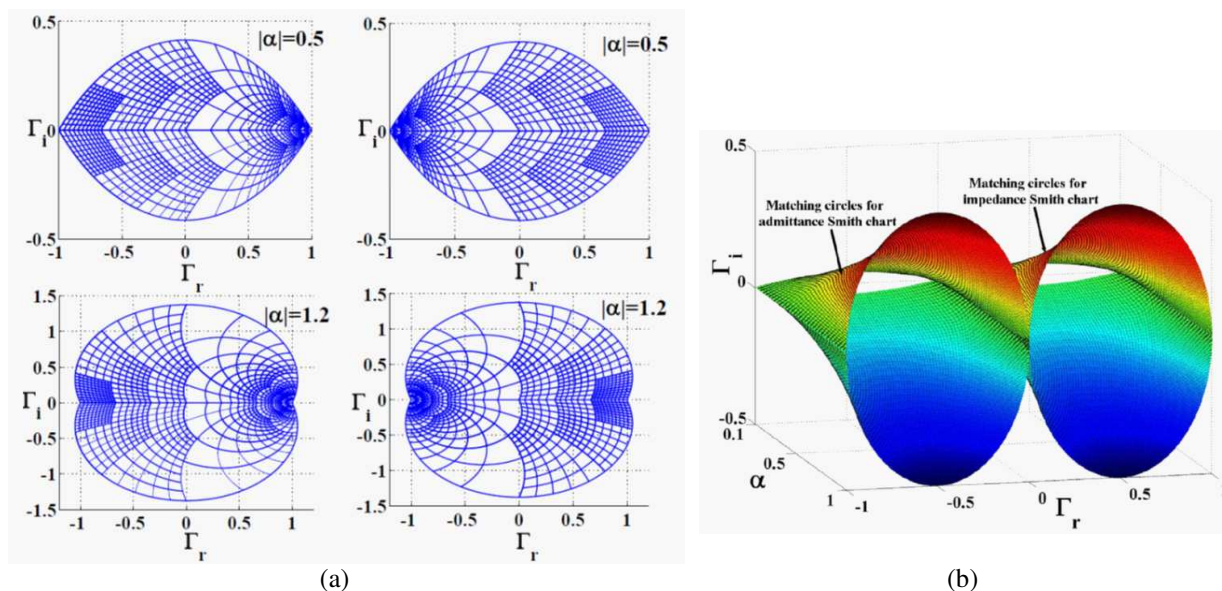 0.5
|α|=0.5
Γi0
-0.5
-1 -0.5 0 0.5 1
Γr
0.5
|α|=0.5
Γi0
-0.5
-1 -0.5 0 0.5 1
Γr
1.5
1
0.5
Γi 0
-0.5
-1
-1.5
|α|=1.2
-1 -0.5 0 0.5 1
Γr
1.5
1
0.5
Γi 0
-0.5
-1
-1.5
|α|=1.2
-1 -0.5 0 0.5 1
Γr
(a)
0.5
Matching circles for
admittance Smith chart
Matching circles for
impedance Smith chart
Γi
0
-0.5
0.1
0.5
α
1
-1
-0.5
0
Γr
0.5
(b)